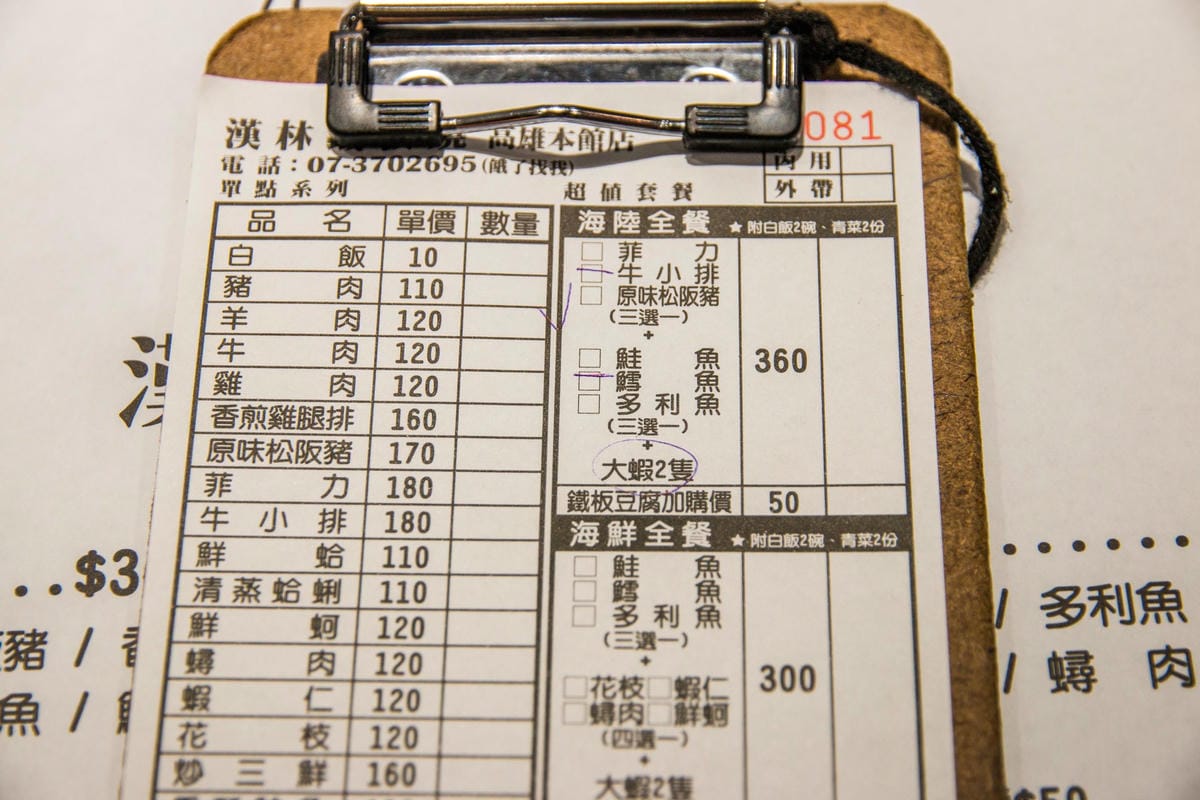 漢林 高雄本館店
081
電話：07-3702695(餓了找我)
內用
外帶
單點系列
品名 單價 數量
白飯 10
豬肉 110
羊肉 120
牛肉 120
雞肉 120
香煎雞腿排 160
原味松阪豬 170
菲力 180
牛小排 180
鮮蛤 110
清蒸蛤蜊 110
鮮蚵 120
蟳肉 120
蝦仁 120
花枝 120
炒三鮮 160
超值套餐
海陸全餐 ★附白飯2碗、青菜2份
□菲力
□牛小排
□原味松阪豬
(三選一)
+
□鮭魚
□鱈魚
□多利魚
(三選一)
+
大蝦2隻
360
鐵板豆腐加購價 50
海鮮全餐 ★附白飯2碗、青菜2份
□鮭魚
□鱈魚
□多利魚
(三選一)
+
□花枝□蝦仁
□蟳肉□鮮蚵
(四選一)
+
大蝦2隻
300
..$3
豬 /
魚 /
......
/ 多利魚
/ 蟳肉
$50